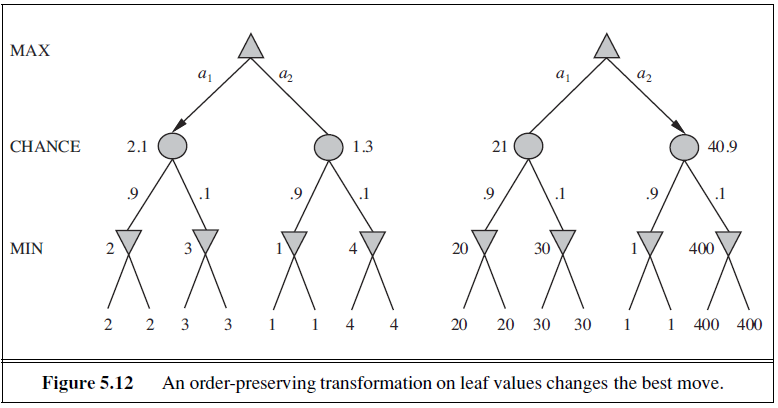 MAX
a1 a2 a1 a2
CHANCE 2.1 1.3 21 40.9
.9 .1 .9 .1 .9 .1 .9 .1
MIN 2 3 1 4 20 30 1 400
2 2 3 3 1 1 4 4 20 20 30 30 1 1 400 400
Figure 5.12 An order-preserving transformation on leaf values changes the best move.